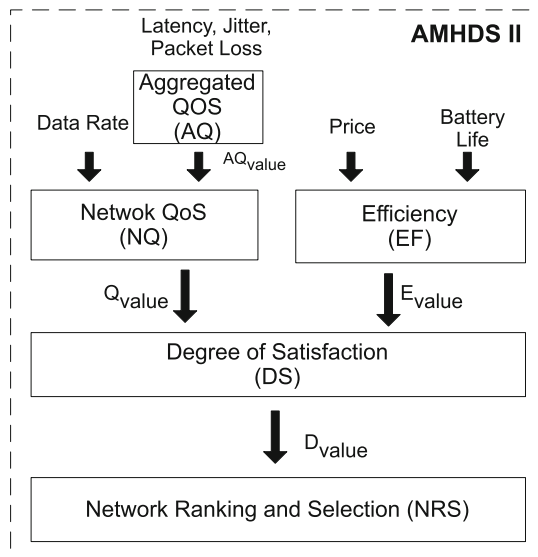 AMHDS II
Latency, Jitter,
Packet Loss
Aggregated
QOS
(AQ)
Data Rate
AQvalue
Price
Battery
Life
Netwok QoS
(NQ)
Efficiency
(EF)
Qvalue
Evalue
Degree of Satisfaction
(DS)
Dvalue
Network Ranking and Selection (NRS)